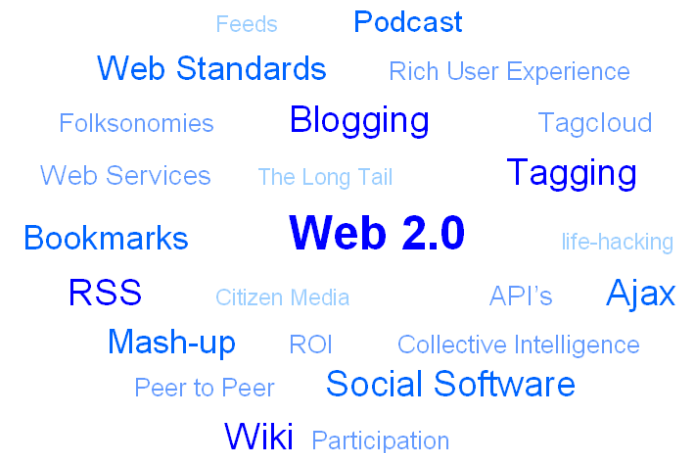 Feeds Podcast
Web Standards Rich User Experience
Folksonomies Blogging Tagcloud
Web Services The Long Tail Tagging
Bookmarks Web 2.0 life-hacking
RSS Citizen Media API's Ajax
Mash-up ROI Collective Intelligence
Peer to Peer Social Software
Wiki Participation